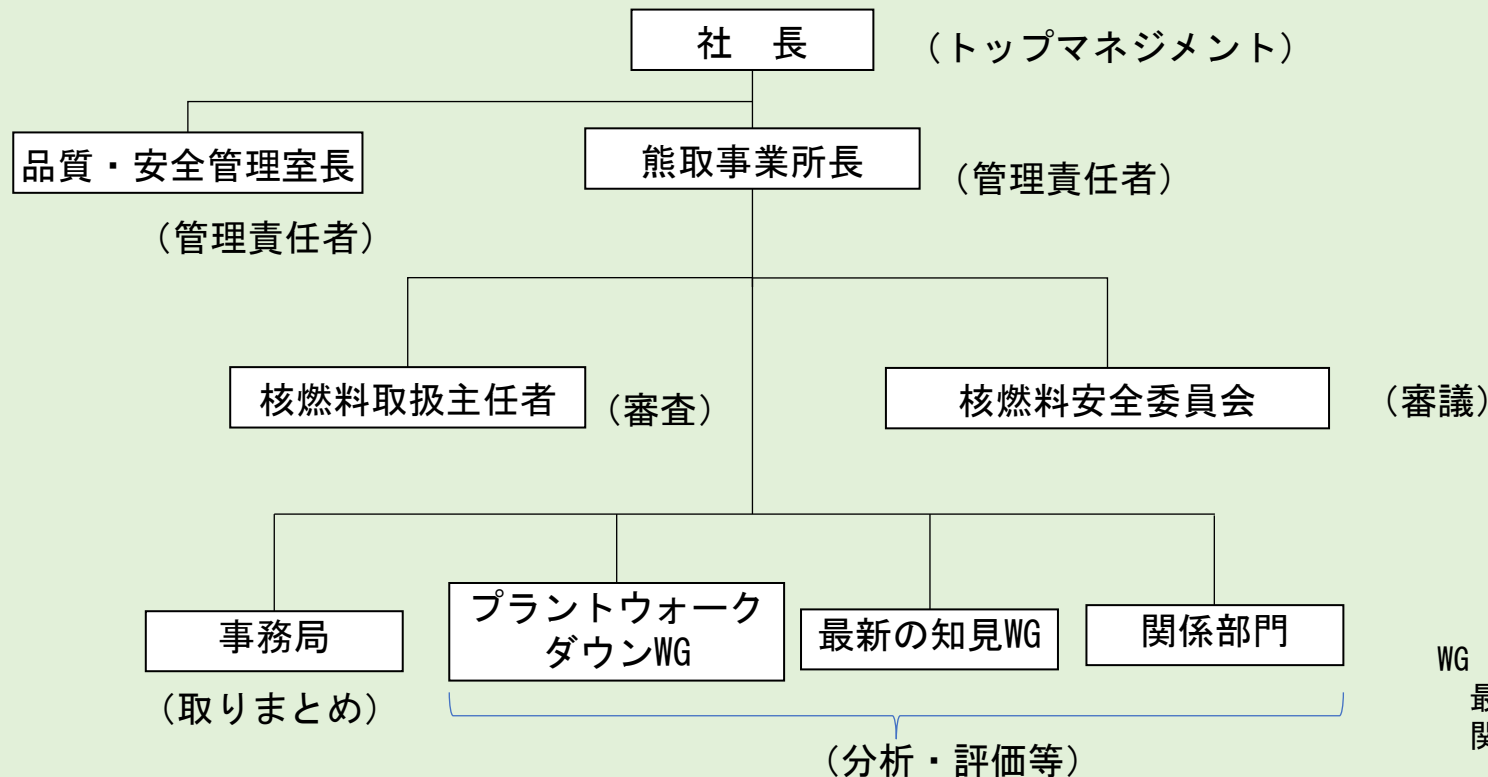 社　長
（トップマネジメント）
品質・安全管理室長
熊取事業所長
（管理責任者）
（管理責任者）
核燃料取扱主任者
（審査）
核燃料安全委員会
（審議）
事務局
プラントウォーク
ダウンWG
最新の知見WG
関係部門
（取りまとめ）
（分析・評価等）
WG
最
関